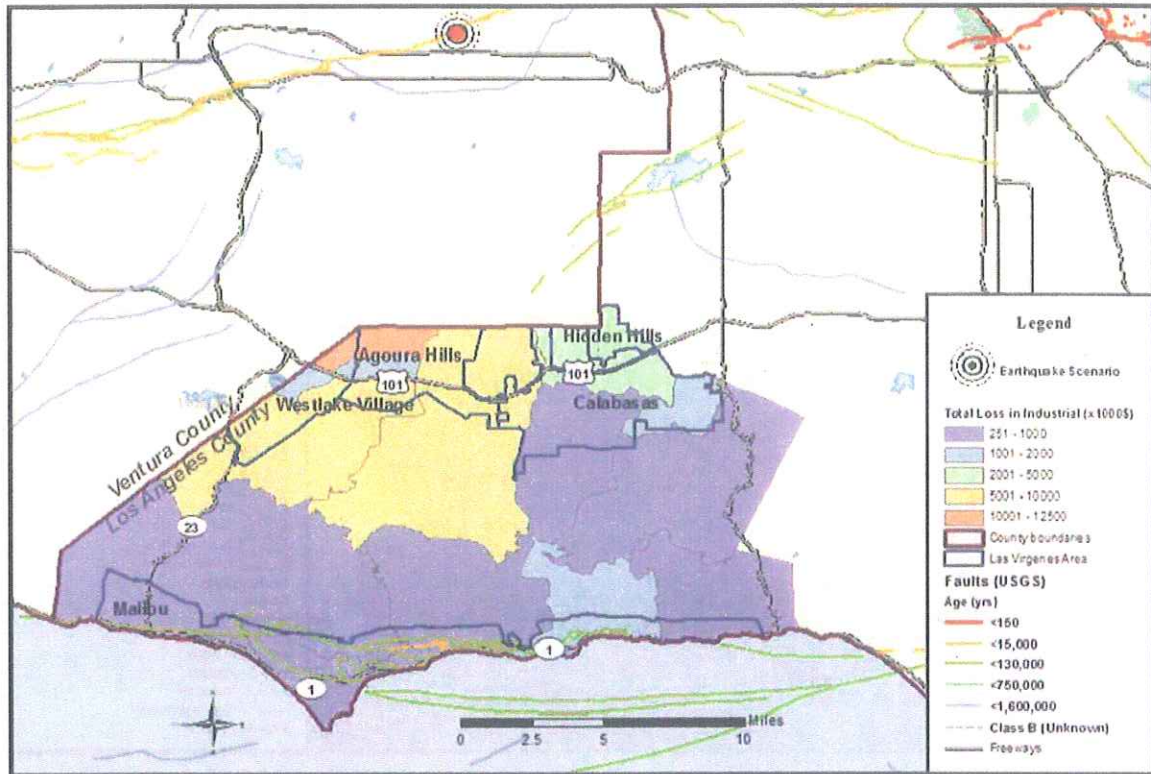 Hidden Hills
Agoura Hills
101
101
Westlake Village
Calabasas
Ventura County
Los Angeles County
23
Malibu
1
1
Miles
0 2.5 5 10
Legend
Earthquake Scenario
Total Loss in Industrial (x1000$)
251 - 1000
1001 - 2000
2001 - 5000
5001 - 10000
10001 - 12500
County boundaries
Las Virgenes Area
Faults (USGS)
Age (yrs)
<150
<15,000
<130,000
<750,000
<1,600,000
Class B (Unknown)
Freeways